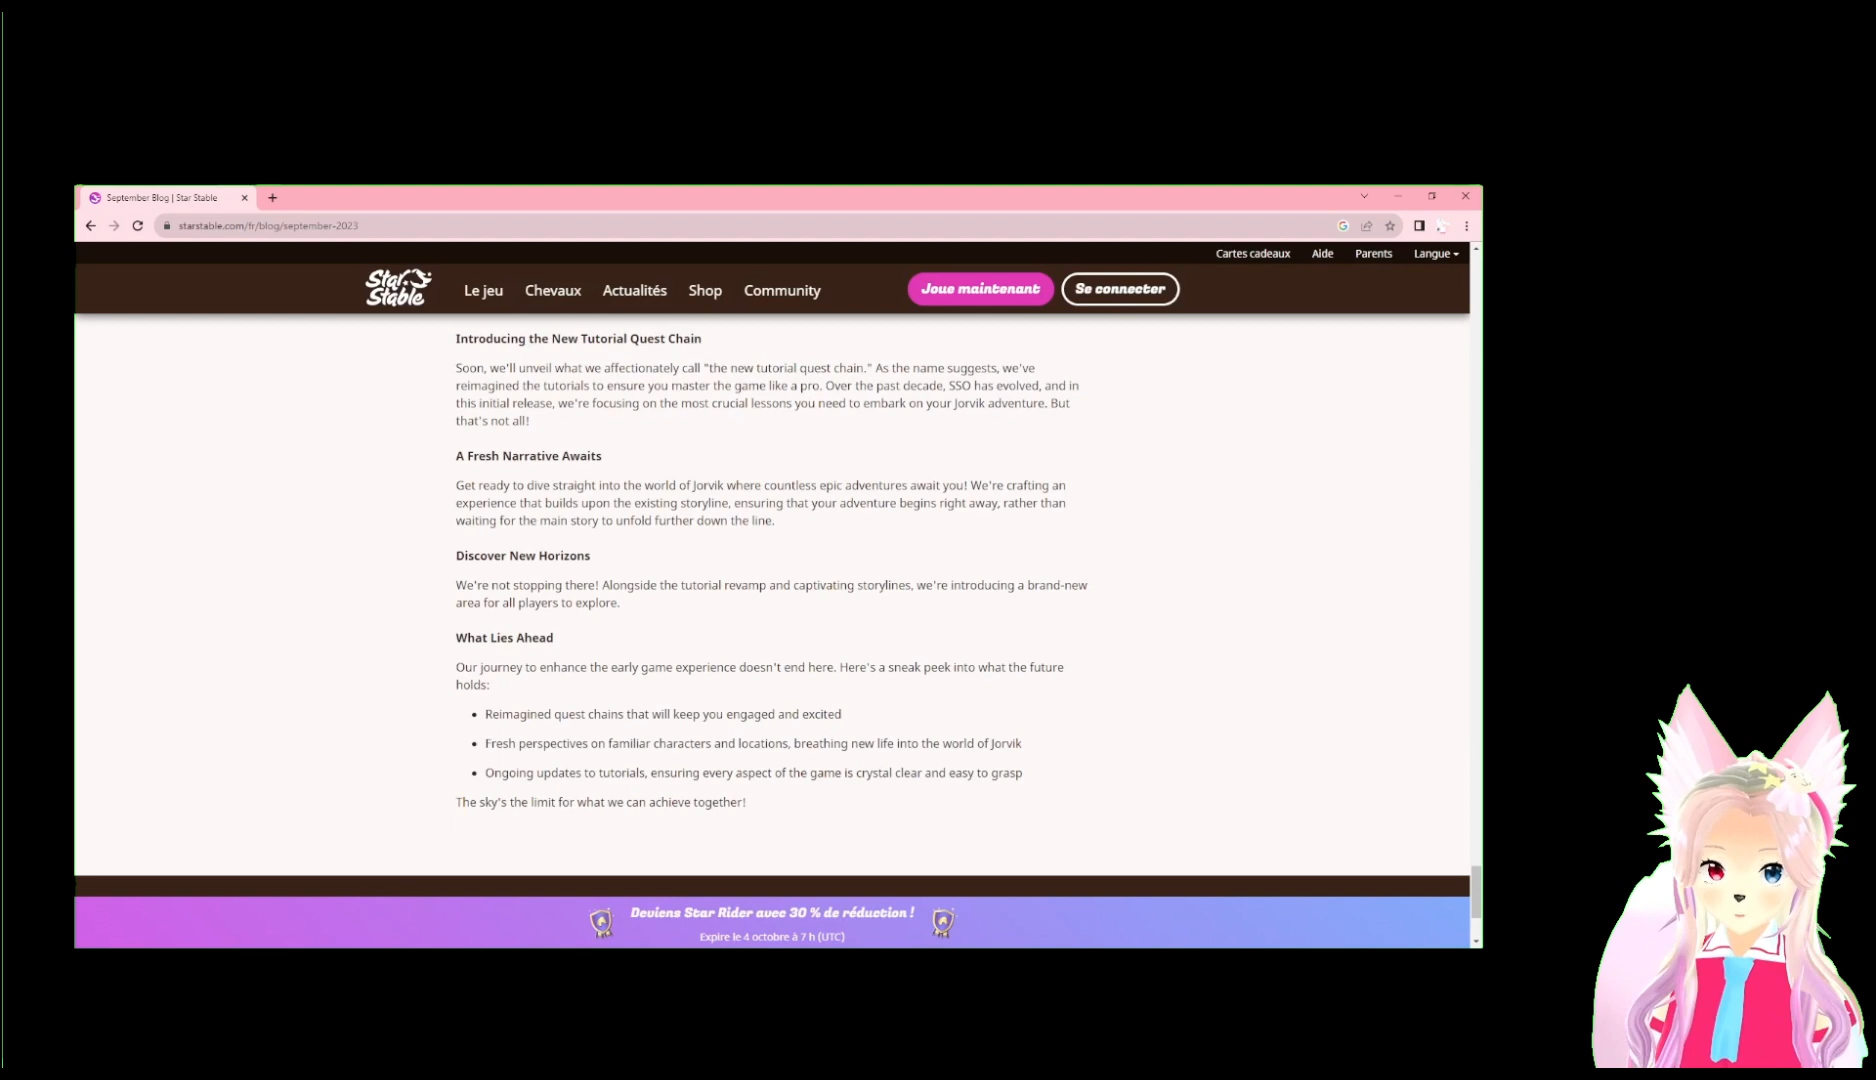 September Blog | Star Stable
starstable.com/fr/blog/september-2023
Cartes cadeaux Aide Parents Langue
Star Stable
Le jeu Chevaux Actualités Shop Community Joue maintenant Se connecter
Introducing the New Tutorial Quest Chain
Soon, we'll unveil what we affectionately call "the new tutorial quest chain." As the name suggests, we've
reimagined the tutorials to ensure you master the game like a pro. Over the past decade, SSO has evolved, and in
this initial release, we're focusing on the most crucial lessons you need to embark on your Jorvik adventure. But
that's not all!
A Fresh Narrative Awaits
Get ready to dive straight into the world of Jorvik where countless epic adventures await you! We're crafting an
experience that builds upon the existing storyline, ensuring that your adventure begins right away, rather than
waiting for the main story to unfold further down the line.
Discover New Horizons
We're not stopping there! Alongside the tutorial revamp and captivating storylines, we're introducing a brand-new
area for all players to explore.
What Lies Ahead
Our journey to enhance the early game experience doesn't end here. Here's a sneak peek into what the future
holds:
• Reimagined quest chains that will keep you engaged and excited
• Fresh perspectives on familiar characters and locations, breathing new life into the world of Jorvik
• Ongoing updates to tutorials, ensuring every aspect of the game is crystal clear and easy to grasp
The sky's the limit for what we can achieve together!
Deviens Star Rider avec 30 % de réduction !
Expire le 4 octobre à 7 h (UTC)